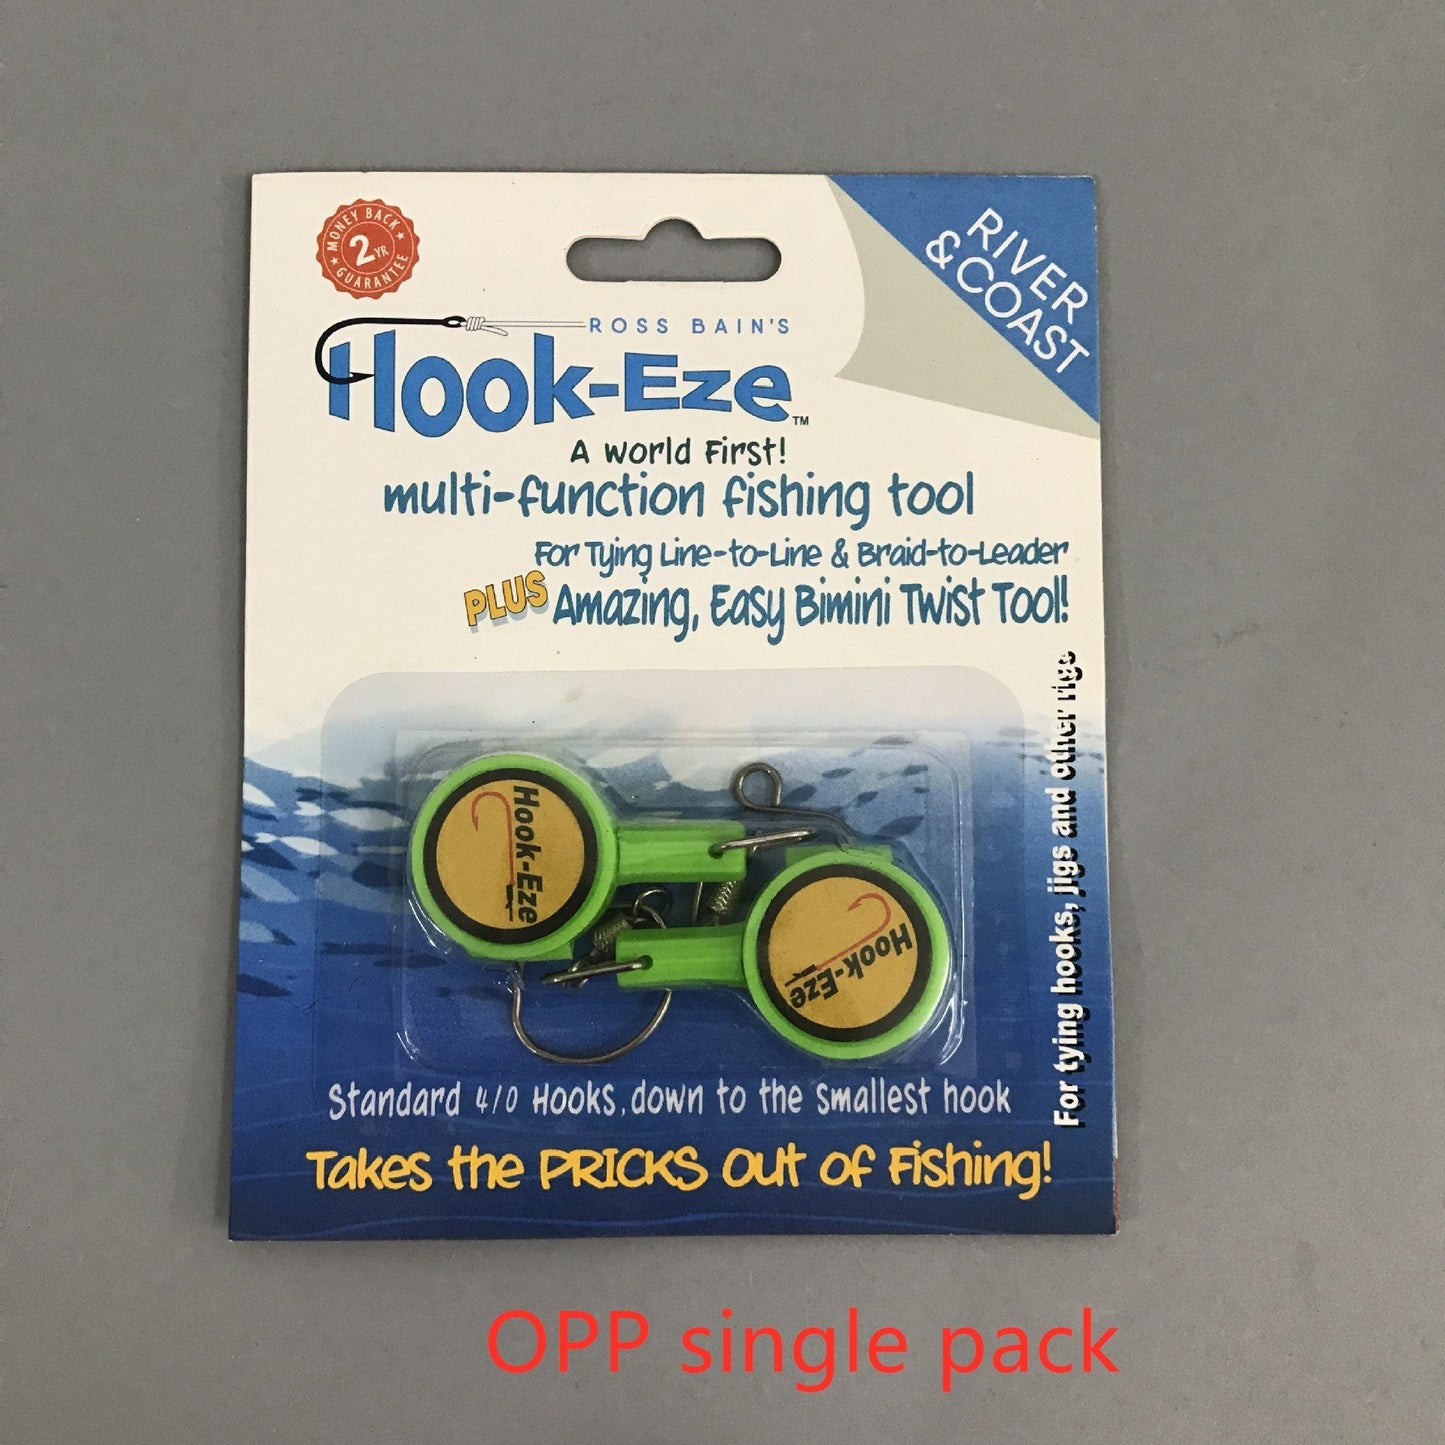 MONEY BACK
2 YR
GUARANTEE
RIVER
& COAST
ROSS BAIN'S
Hook-Eze™
A World First!
multi-function fishing tool
For Tying Line-to-Line & Braid-to-Leader
PLUS Amazing, Easy Bimini Twist Tool!
For tying hooks, jigs and other rigs
Hook-Eze
Hook-Eze
Standard 4/0 Hooks, down to the smallest hook
Takes the PRICKS Out of Fishing!
OPP single pack